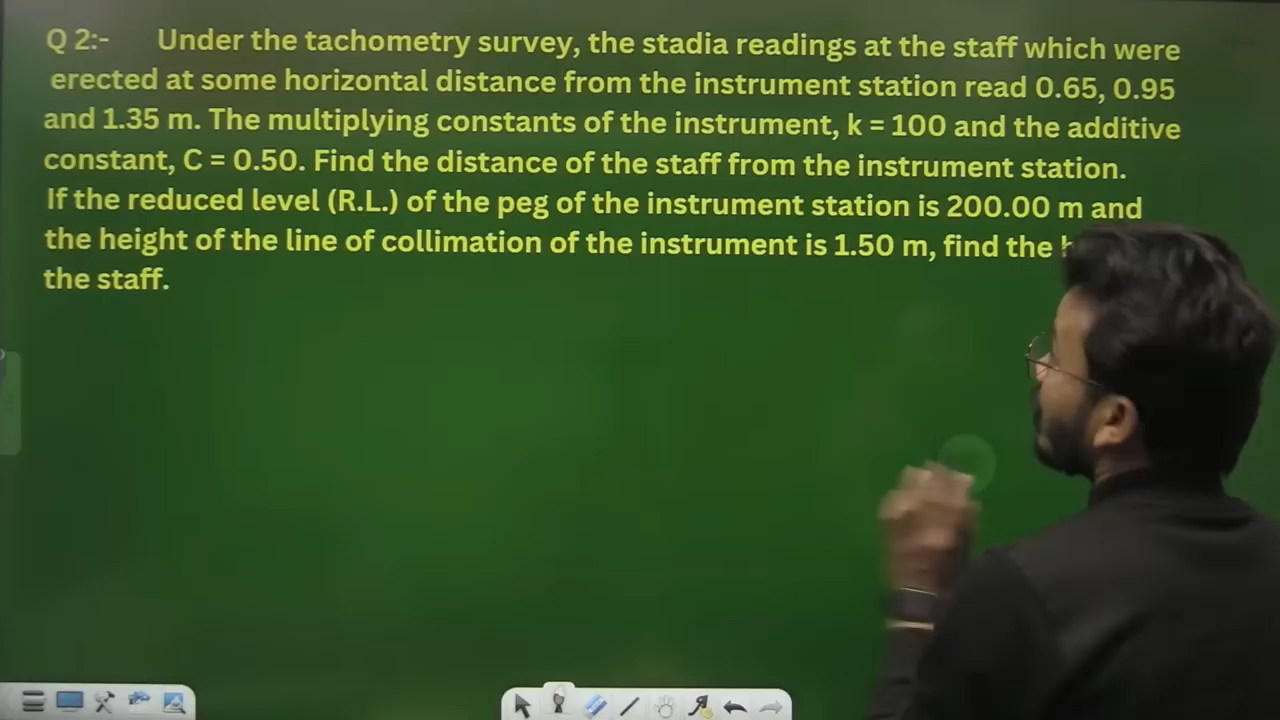 Q 2:- Under the tachometry survey, the stadia readings at the staff which were
erected at some horizontal distance from the instrument station read 0.65, 0.95
and 1.35 m. The multiplying constants of the instrument, k = 100 and the additive
constant, C = 0.50. Find the distance of the staff from the instrument station.
If the reduced level (R.L.) of the peg of the instrument station is 200.00 m and
the height of the line of collimation of the instrument is 1.50 m, find the
the staff.